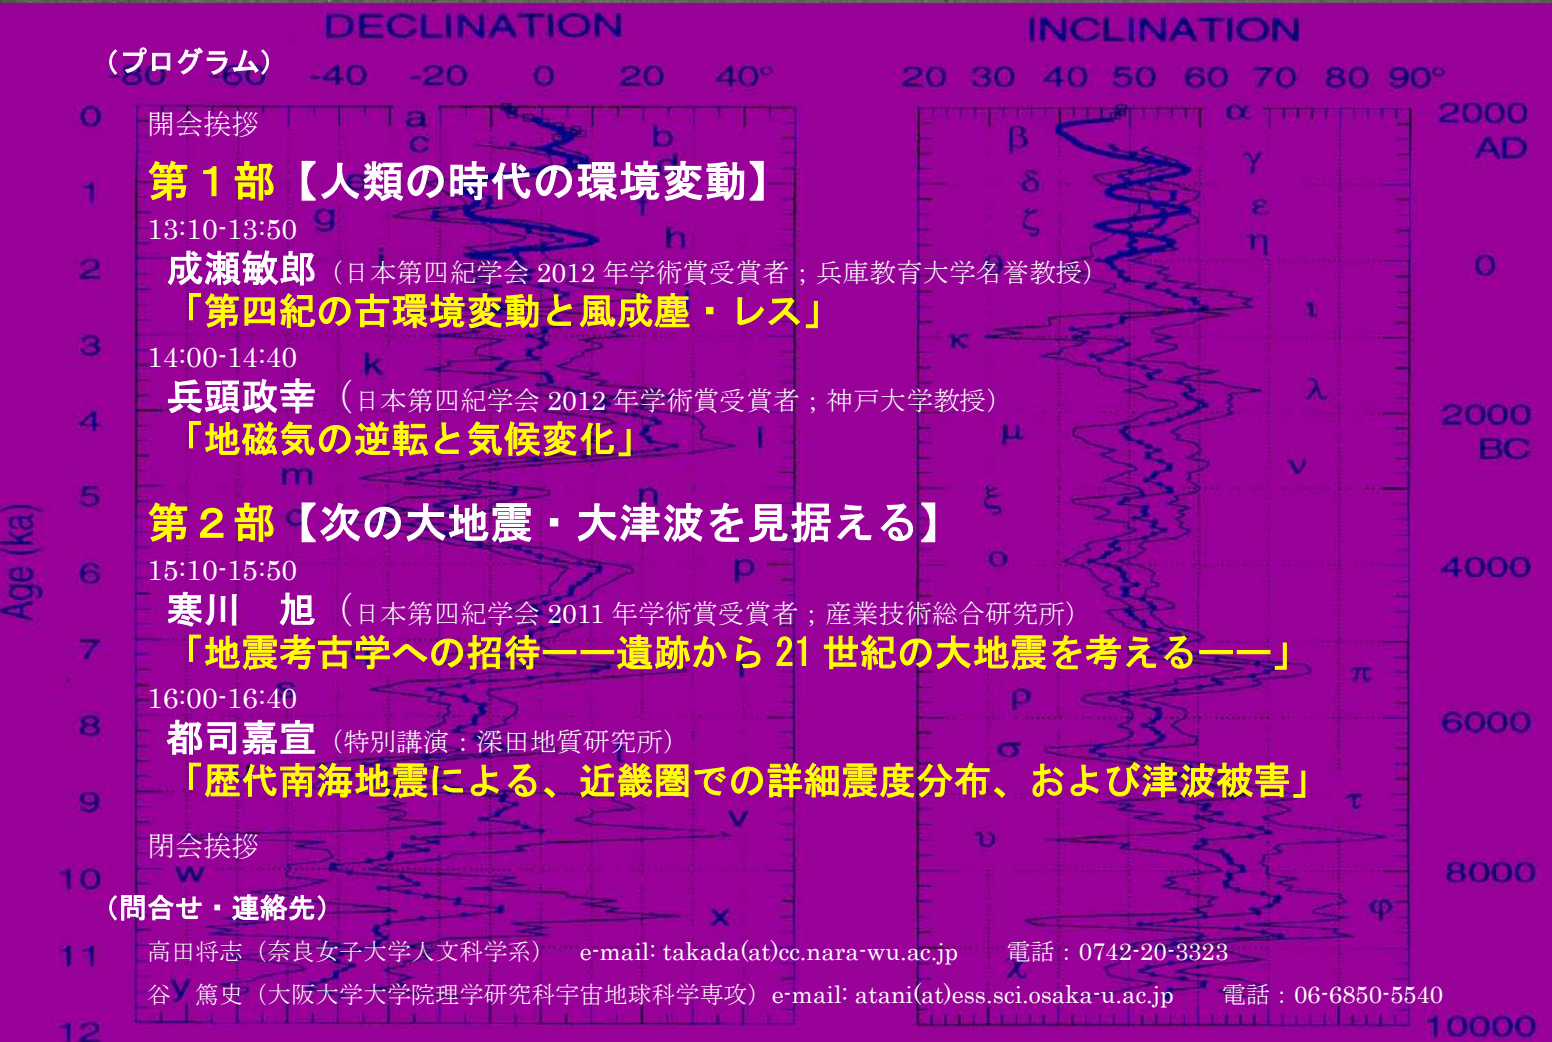 DECLINATION
INCLINATION
（プログラム）
-80 -60 -40 -20 0 20 40°
20 30 40 50 60 70 80 90°
開会挨拶
第１部【人類の時代の環境変動】
13:10-13:50
成瀬敏郎（日本第四紀学会 2012 年学術賞受賞者；兵庫教育大学名誉教授）
「第四紀の古環境変動と風成塵・レス」
14:00-14:40
兵頭政幸（日本第四紀学会 2012 年学術賞受賞者；神戸大学教授）
「地磁気の逆転と気候変化」
第２部【次の大地震・大津波を見据える】
15:10-15:50
寒川　旭（日本第四紀学会 2011 年学術賞受賞者；産業技術総合研究所）
「地震考古学への招待――遺跡から 21 世紀の大地震を考える――」
16:00-16:40
都司嘉宣（特別講演：深田地質研究所）
「歴代南海地震による、近畿圏での詳細震度分布、および津波被害」
閉会挨拶
（問合せ・連絡先）
高田将志（奈良女子大学人文科学系）　e-mail: takada(at)cc.nara-wu.ac.jp　　電話：0742-20-3323
谷　篤史（大阪大学大学院理学研究科宇宙地球科学専攻）e-mail: atani(at)ess.sci.osaka-u.ac.jp　　電話：06-6850-5540
Age (ka)
0
1
2
3
4
5
6
7
8
9
10
11
12
a
c
b
g
h
k
l
m
n
p
v
w
x
y
α
β
γ
δ
ε
ζ
η
ι
κ
λ
μ
ν
ξ
ο
π
ρ
σ
τ
υ
φ
χ
2000
AD
0
2000
BC
4000
6000
8000
10000